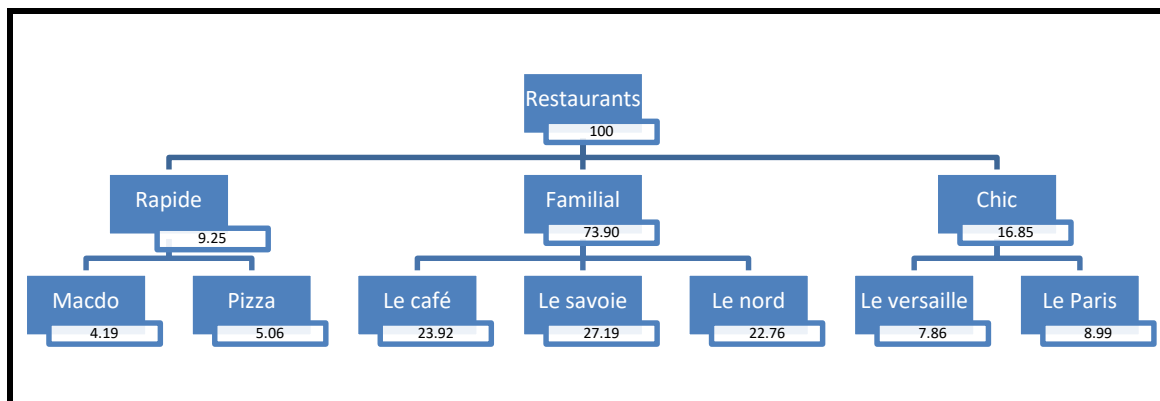 Restaurants
100
Rapide
9.25
Familial
73.90
Chic
16.85
Macdo
4.19
Pizza
5.06
Le café
23.92
Le savoie
27.19
Le nord
22.76
Le versaille
7.86
Le Paris
8.99